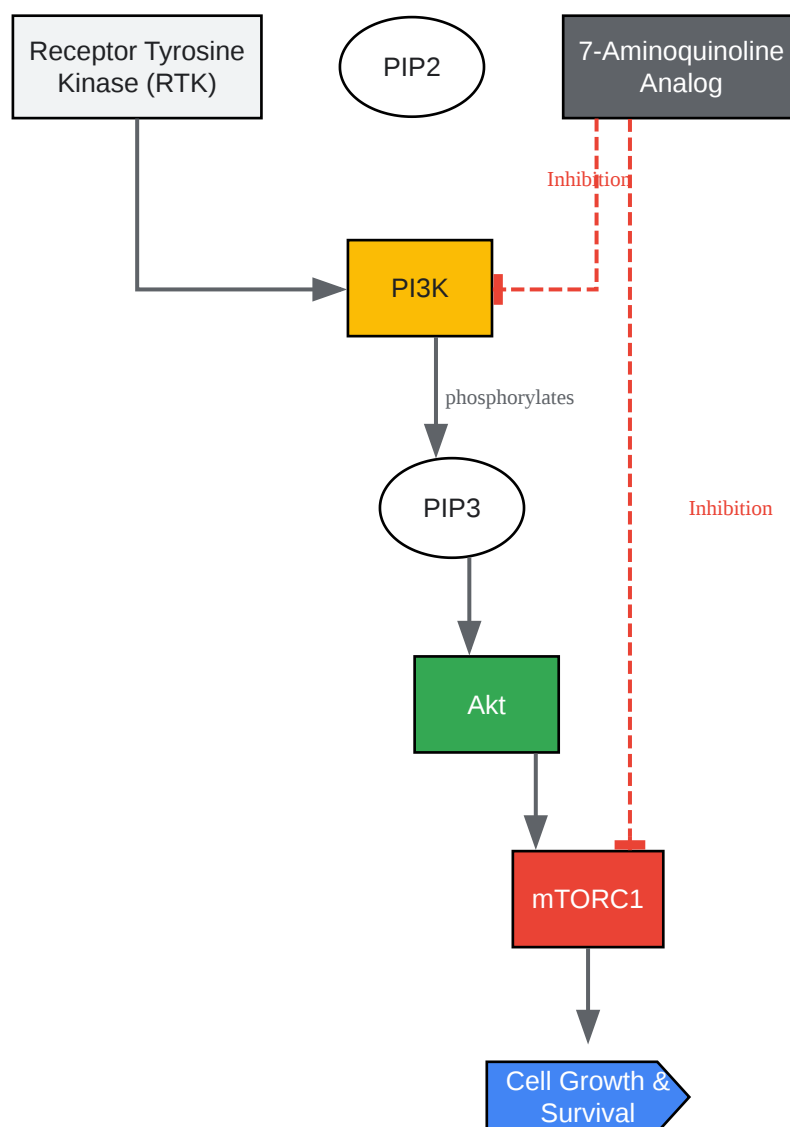 Receptor Tyrosine
Kinase (RTK)
PIP2
7-Aminoquinoline
Analog
Inhibition
PI3K
phosphorylates
PIP3
Inhibition
Akt
mTORC1
Cell Growth &
Survival